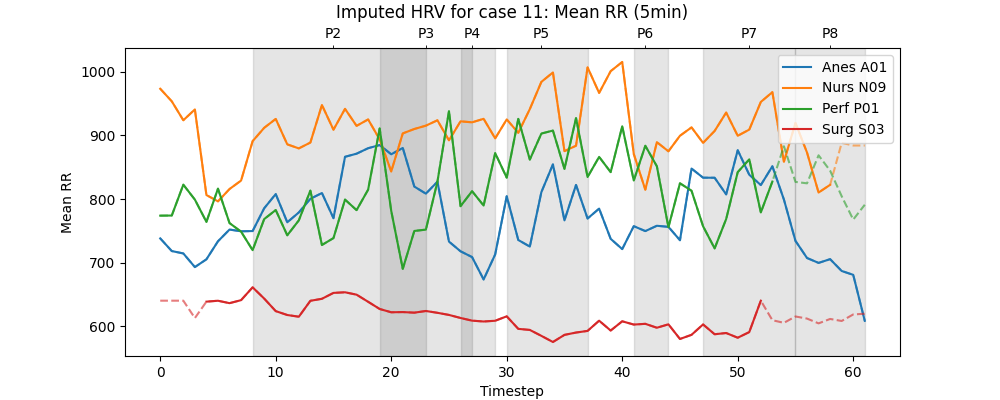 Imputed HRV for case 11: Mean RR (5min)
P2 P3 P4 P5 P6 P7 P8
Anes A01
Nurs N09
Perf P01
Surg S03
1000
900
800
700
600
Mean RR
0 10 20 30 40 50 60
Timestep